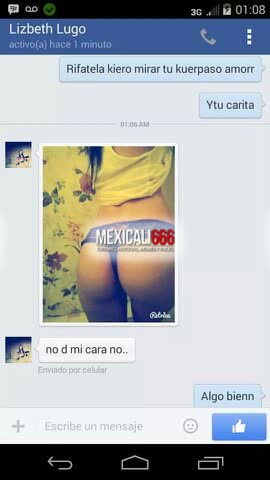 3G 01:08
Lizbeth Lugo
activo(a) hace 1 minuto
Rifatela kiero mirar tu kuerpaso amorr
Ytu carita
01:06 AM
MEXICALI666
no d mi cara no..
Enviado por celular
Algo bienn
Escribe un mensaje